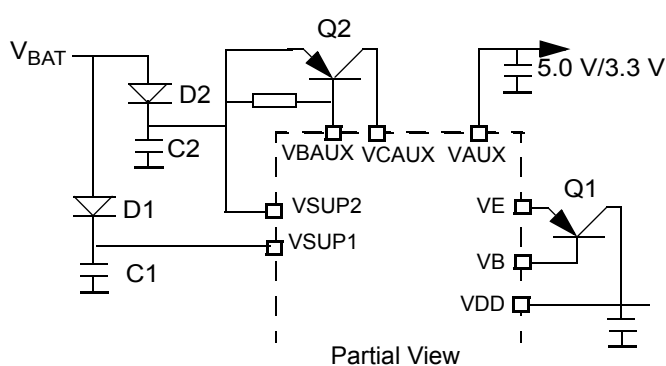 Q2
V_BAT
5.0 V/3.3 V
D2
C2
VBAUX VCAUX VAUX
Q1
D1
VSUP2
VE
VSUP1
VB
C1
VDD
Partial View